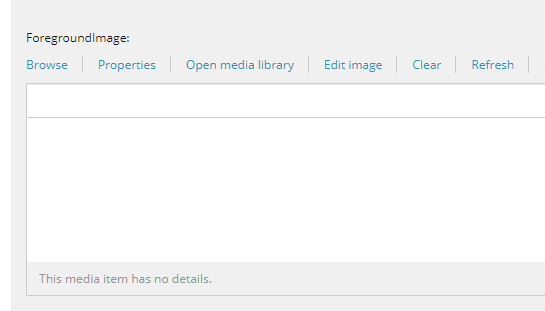 ForegroundImage:
Browse Properties Open media library Edit image Clear Refresh
This media item has no details.